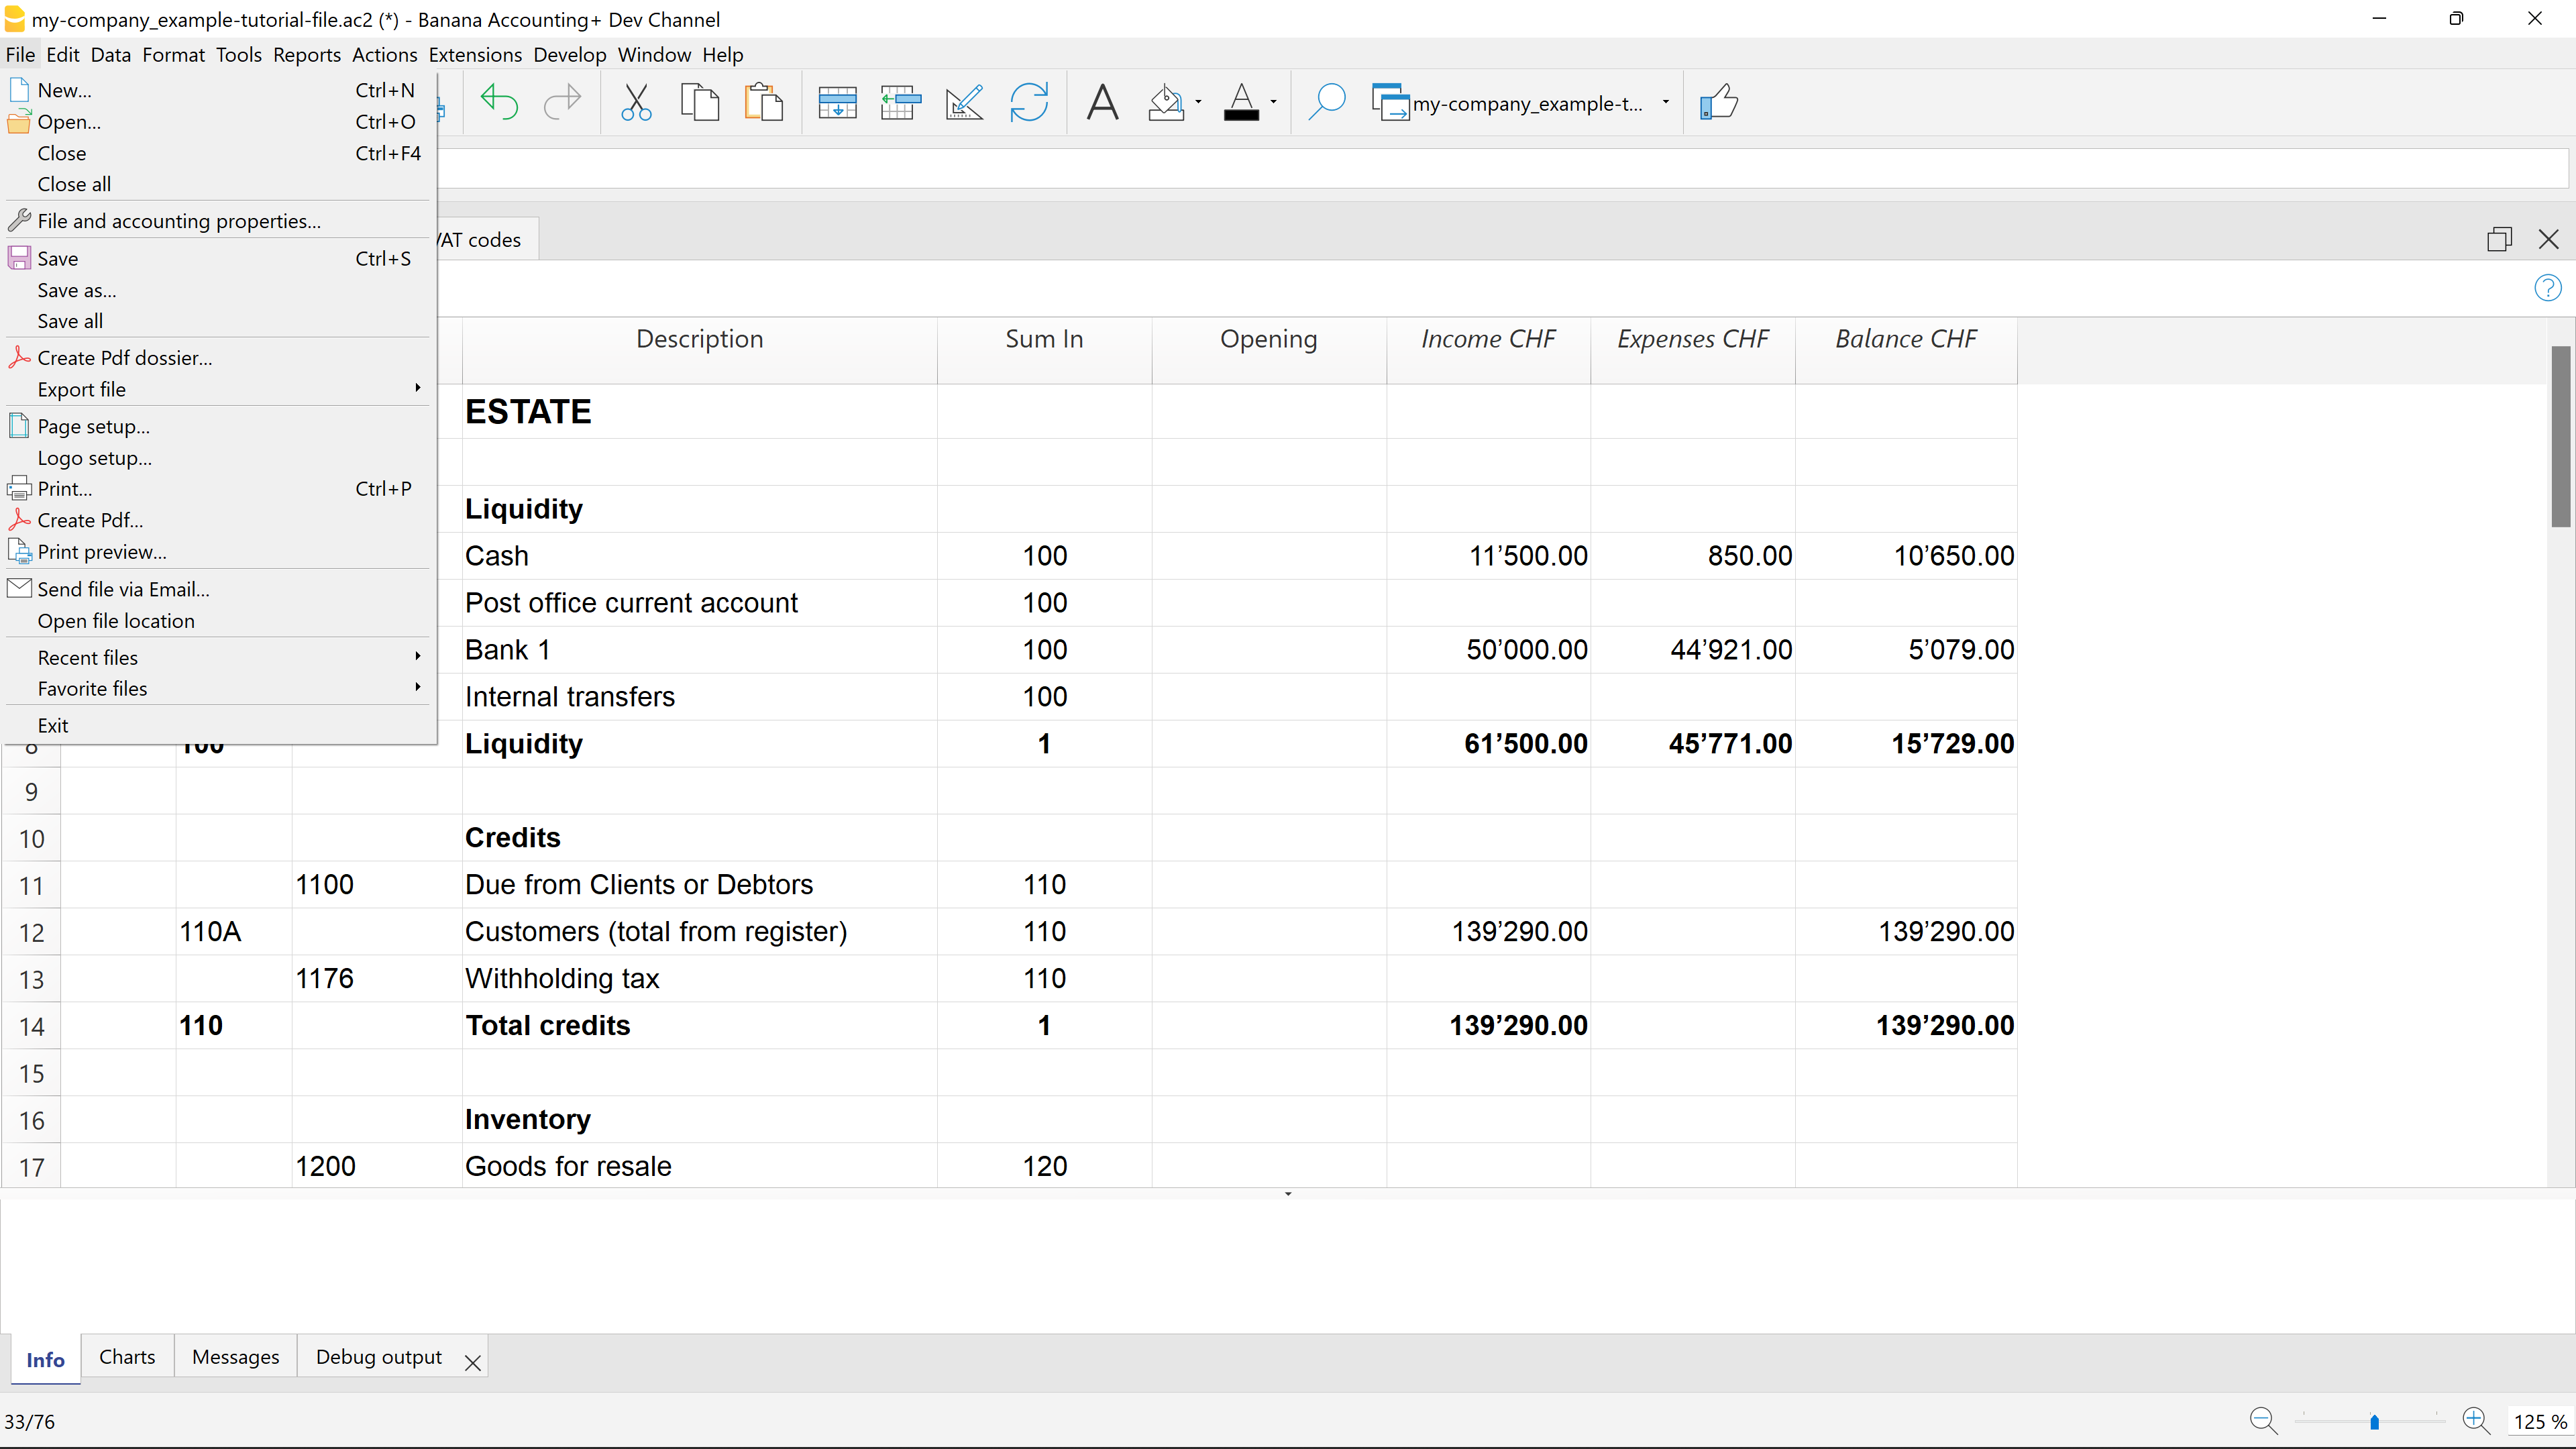 my-company_example-tutorial-file.ac2 (*) - Banana Accounting+ Dev Channel
File Edit Data Format Tools Reports Actions Extensions Develop Window Help
New... Ctrl+N
Open... Ctrl+O
Close Ctrl+F4
Close all
File and accounting properties...
Save Ctrl+S
Save as...
Save all
Create Pdf dossier...
Export file
Page setup...
Logo setup...
Print... Ctrl+P
Create Pdf...
Print preview...
Send file via Email...
Open file location
Recent files
Favorite files
Exit
my-company_example-t...
VAT codes
Description Sum In Opening Income CHF Expenses CHF Balance CHF
ESTATE
Liquidity
Cash 100 11’500.00 850.00 10’650.00
Post office current account 100
Bank 1 100 50’000.00 44’921.00 5’079.00
Internal transfers 100
8 100 Liquidity 1 61’500.00 45’771.00 15’729.00
9
10 Credits
11 1100 Due from Clients or Debtors 110
12 110A Customers (total from register) 110 139’290.00 139’290.00
13 1176 Withholding tax 110
14 110 Total credits 1 139’290.00 139’290.00
15
16 Inventory
17 1200 Goods for resale 120
Info Charts Messages Debug output
33/76 125 %